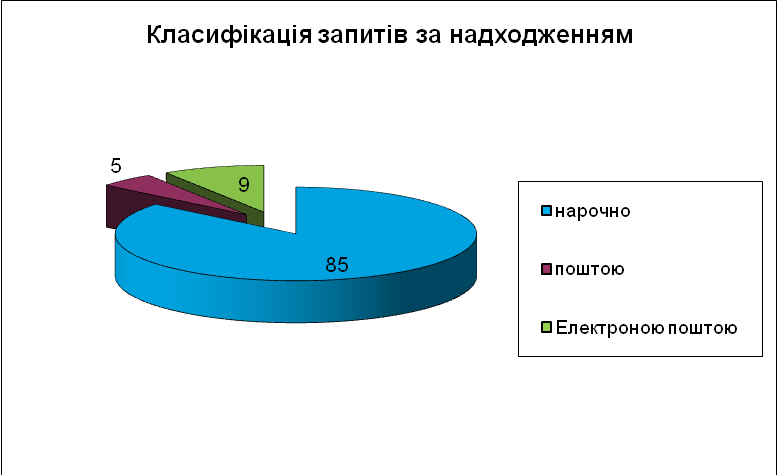 Класифікація запитів за надходженням
5
9
85
нарочно
поштою
Електроною поштою